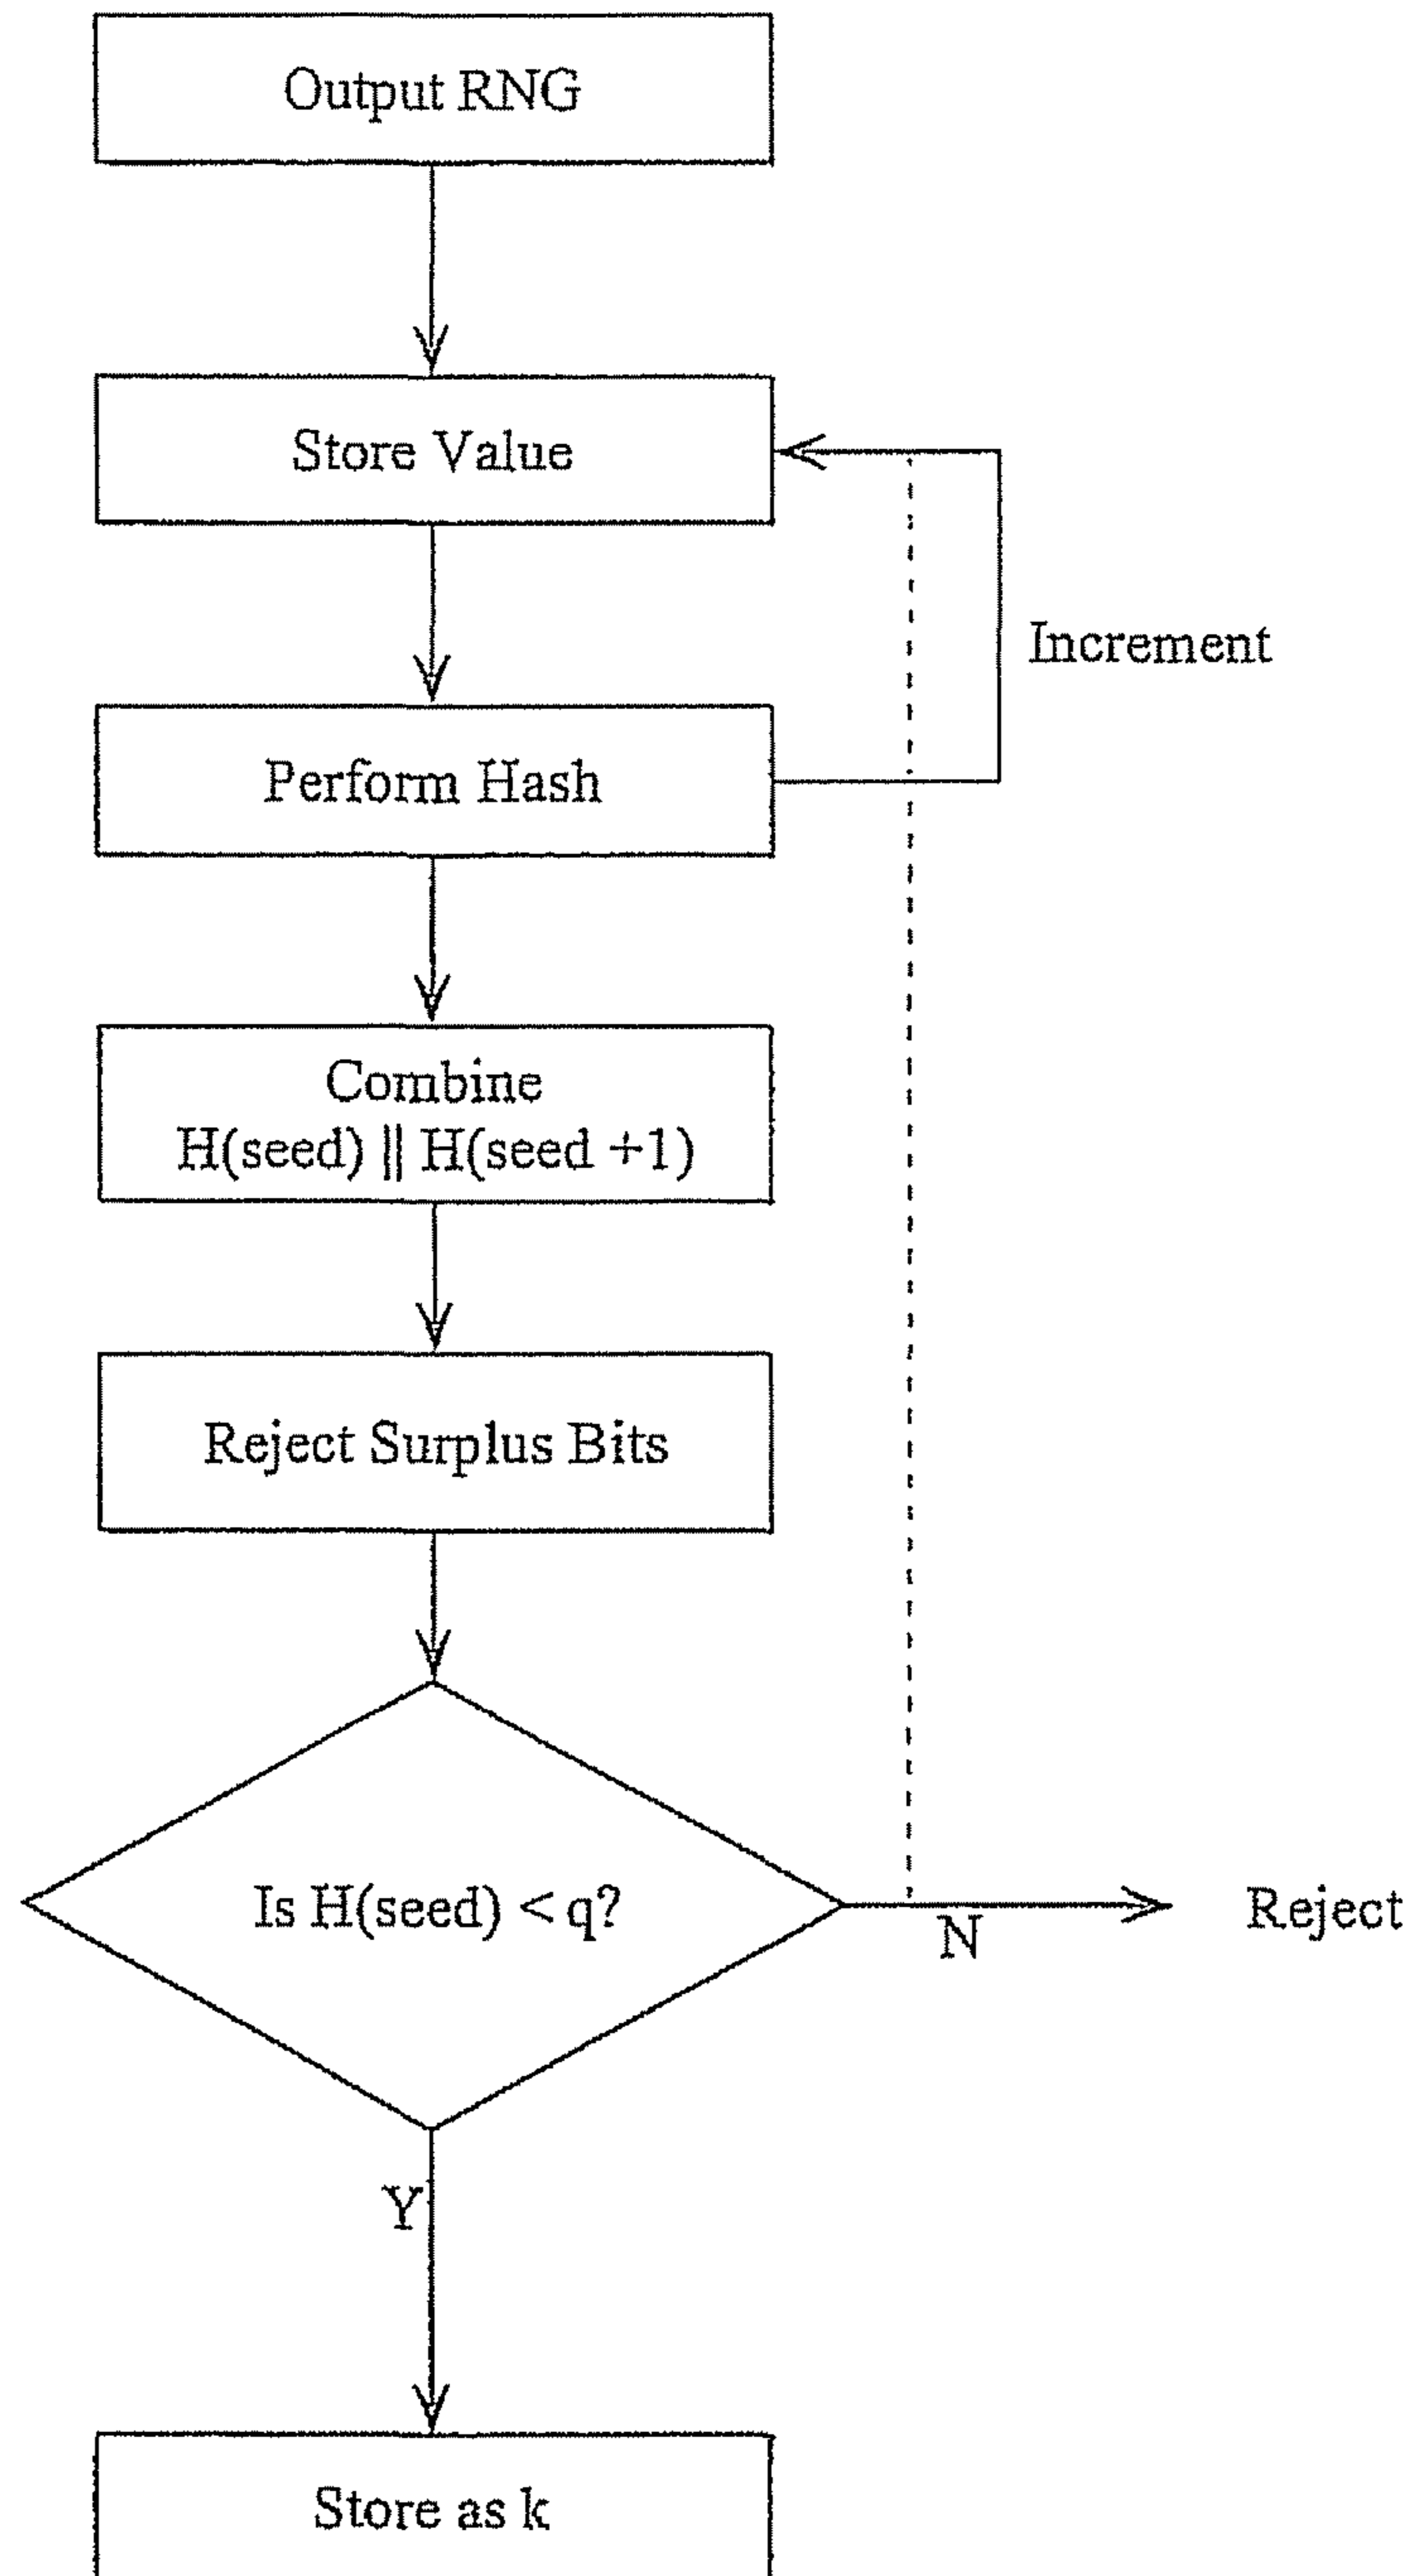 Output RNG
Store Value
Increment
Perform Hash
Combine
H(seed) || H(seed +1)
Reject Surplus Bits
Is H(seed) < q?
N
Reject
Y
Store as k